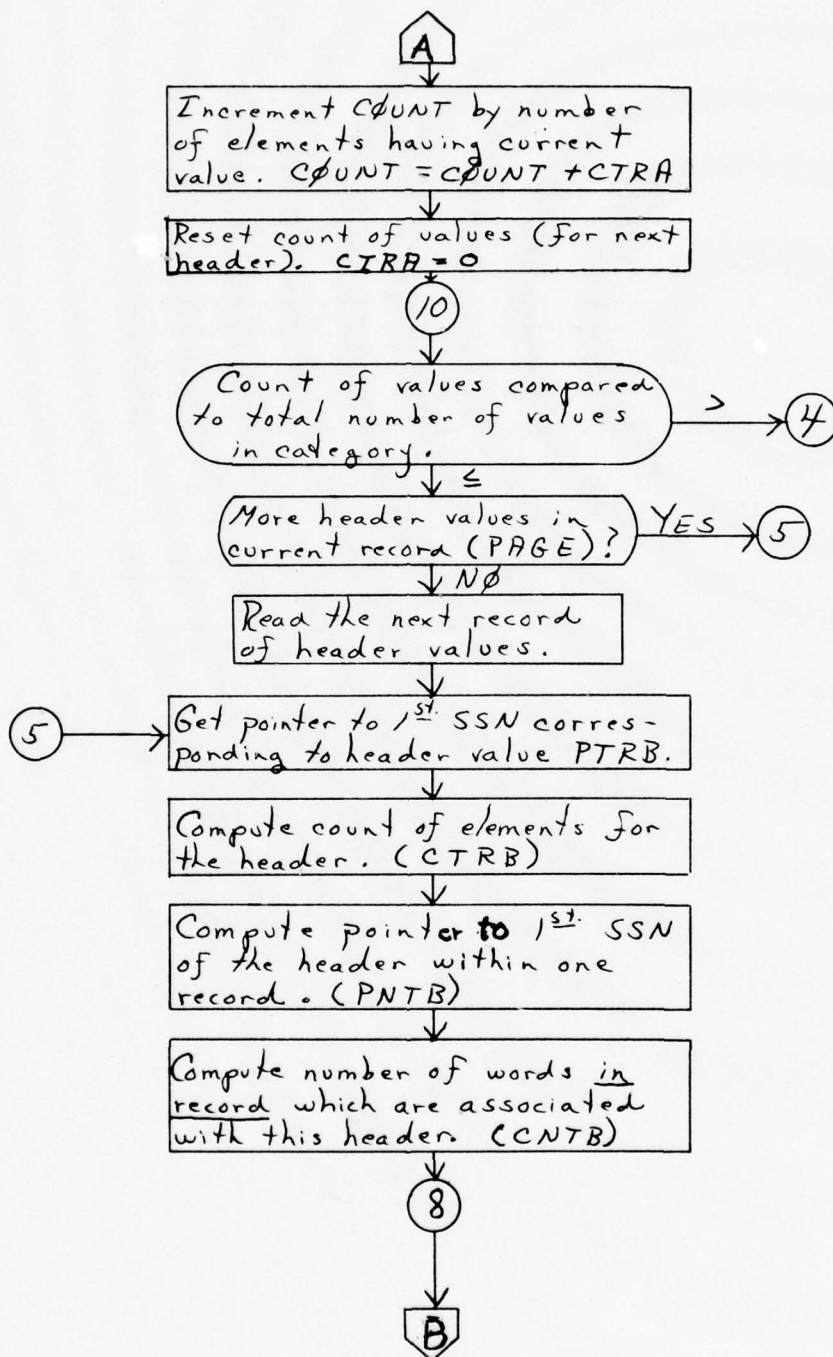 A
Increment CØUNT by number
of elements having current
value. CØUNT = CØUNT + CTRA
Reset count of values (for next
header). CTRA = 0
10
Count of values compared
to total number of values
in category.
>
4
≤
More header values in
current record (PAGE)?
YES
5
NØ
Read the next record
of header values.
5
Get pointer to 1st. SSN corres-
ponding to header value PTRB.
Compute count of elements for
the header. (CTRB)
Compute pointer to 1st. SSN
of the header within one
record. (PNTB)
Compute number of words in
record which are associated
with this header. (CNTB)
8
B